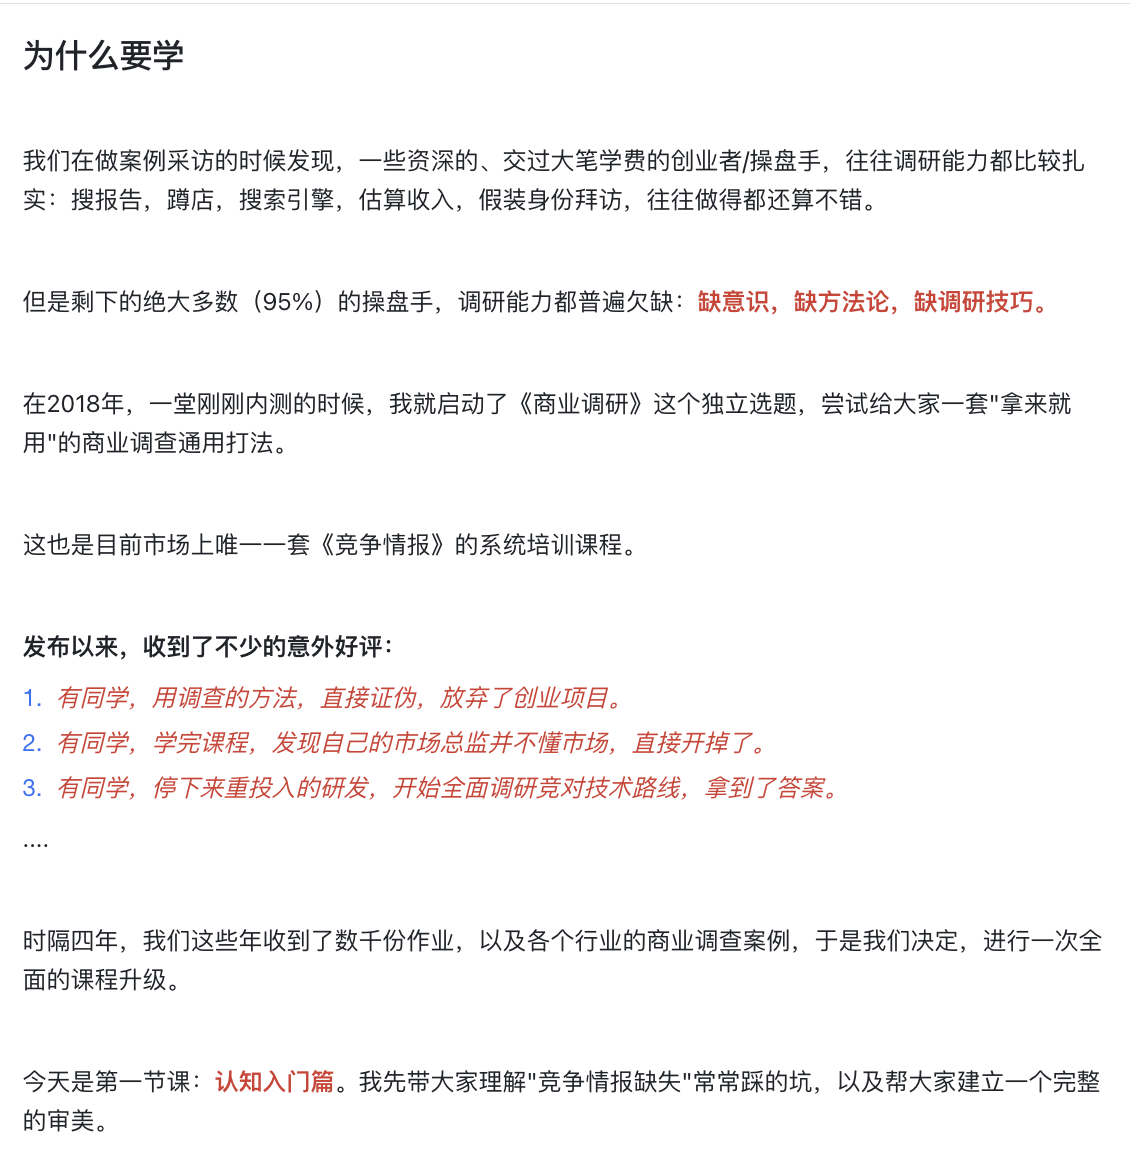 为什么要学
我们在做案例采访的时候发现，一些资深的、交过大笔学费的创业者/操盘手，往往调研能力都比较扎
实：搜报告，蹲店，搜索引擎，估算收入，假装身份拜访，往往做得都还算不错。
但是剩下的绝大多数（95%）的操盘手，调研能力都普遍欠缺：缺意识，缺方法论，缺调研技巧。
在2018年，一堂刚刚内测的时候，我就启动了《商业调研》这个独立选题，尝试给大家一套"拿来就
用"的商业调查通用打法。
这也是目前市场上唯一一套《竞争情报》的系统培训课程。
发布以来，收到了不少的意外好评：
1. 有同学，用调查的方法，直接证伪，放弃了创业项目。
2. 有同学，学完课程，发现自己的市场总监并不懂市场，直接开掉了。
3. 有同学，停下来重投入的研发，开始全面调研竞对技术路线，拿到了答案。
....
时隔四年，我们这些年收到了数千份作业，以及各个行业的商业调查案例，于是我们决定，进行一次全
面的课程升级。
今天是第一节课：认知入门篇。我先带大家理解"竞争情报缺失"常常踩的坑，以及帮大家建立一个完整
的审美。